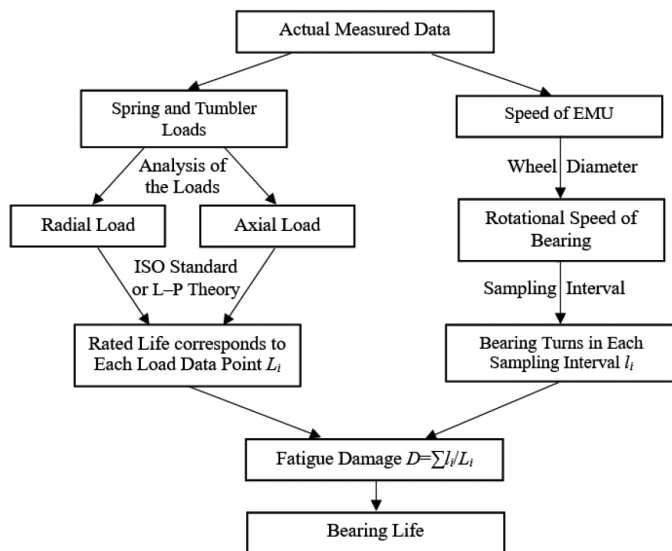 Actual Measured Data
Spring and Tumbler
Loads
Speed of EMU
Analysis of
the Loads
Wheel Diameter
Radial Load
Axial Load
Rotational Speed of
Bearing
ISO Standard
or L–P Theory
Sampling Interval
Rated Life corresponds to
Each Load Data Point Li
Bearing Turns in Each
Sampling Interval li
Fatigue Damage D=∑li/Li
Bearing Life